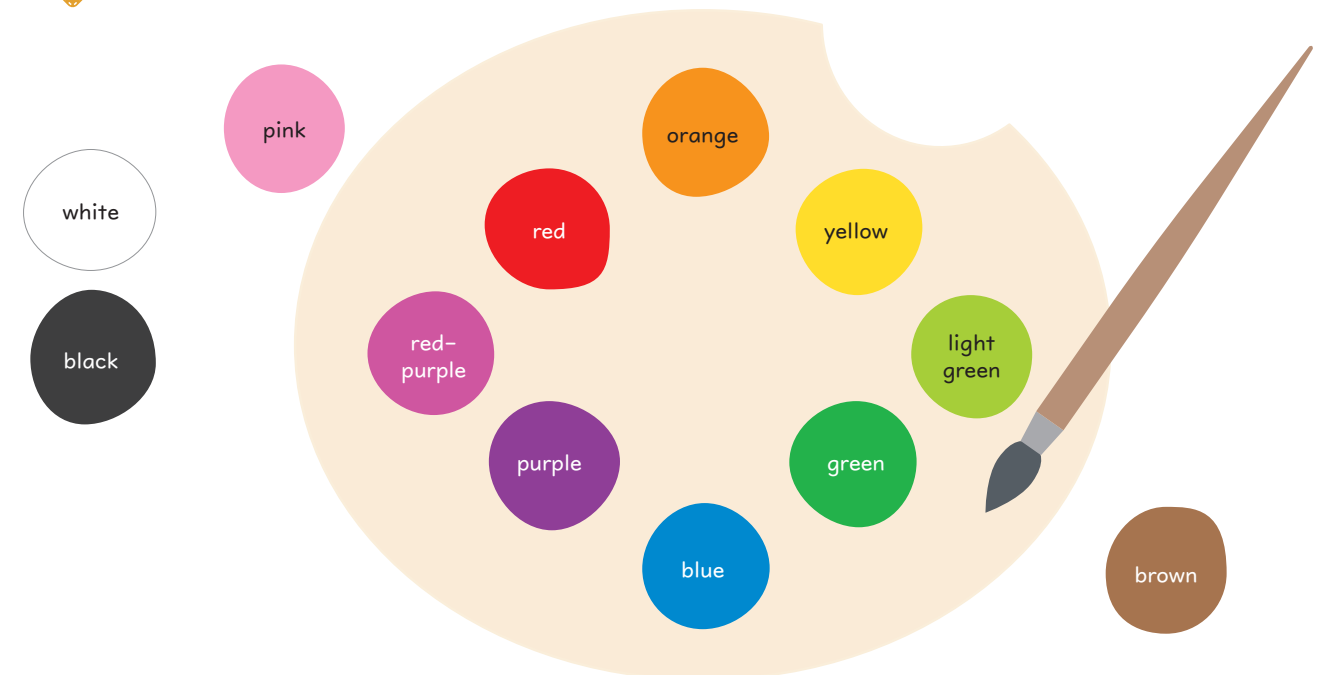 pink
orange
white
red
yellow
black
red-
purple
light
green
purple
green
blue
brown